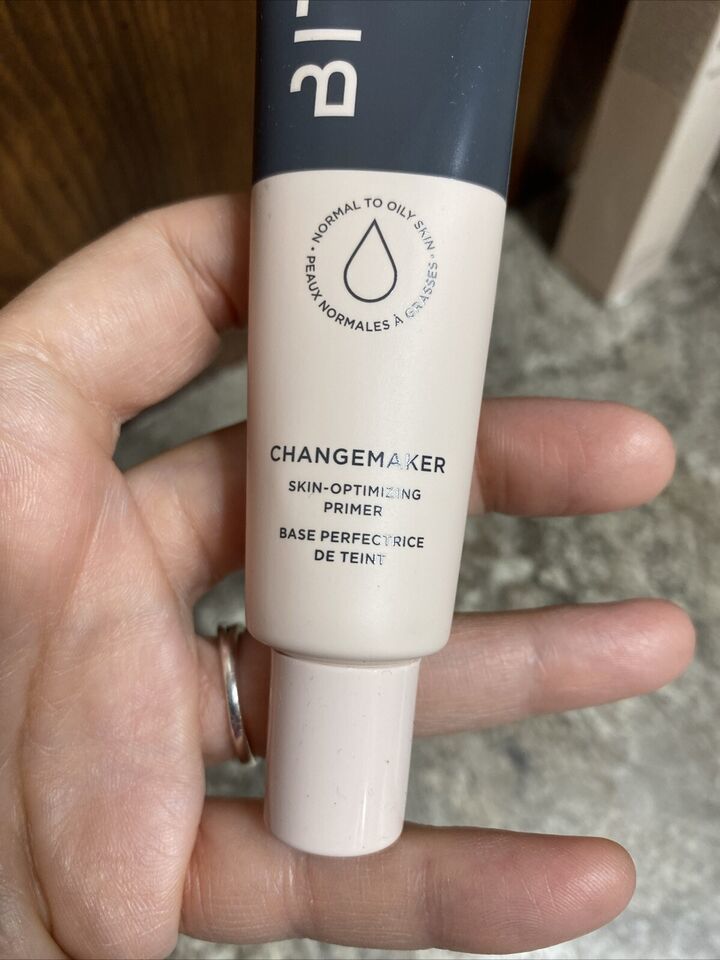 NORMAL TO OILY SKIN •
PEAUX NORMALES À GRASSES •
CHANGEMAKER
SKIN-OPTIMIZING
PRIMER
BASE PERFECTRICE
DE TEINT